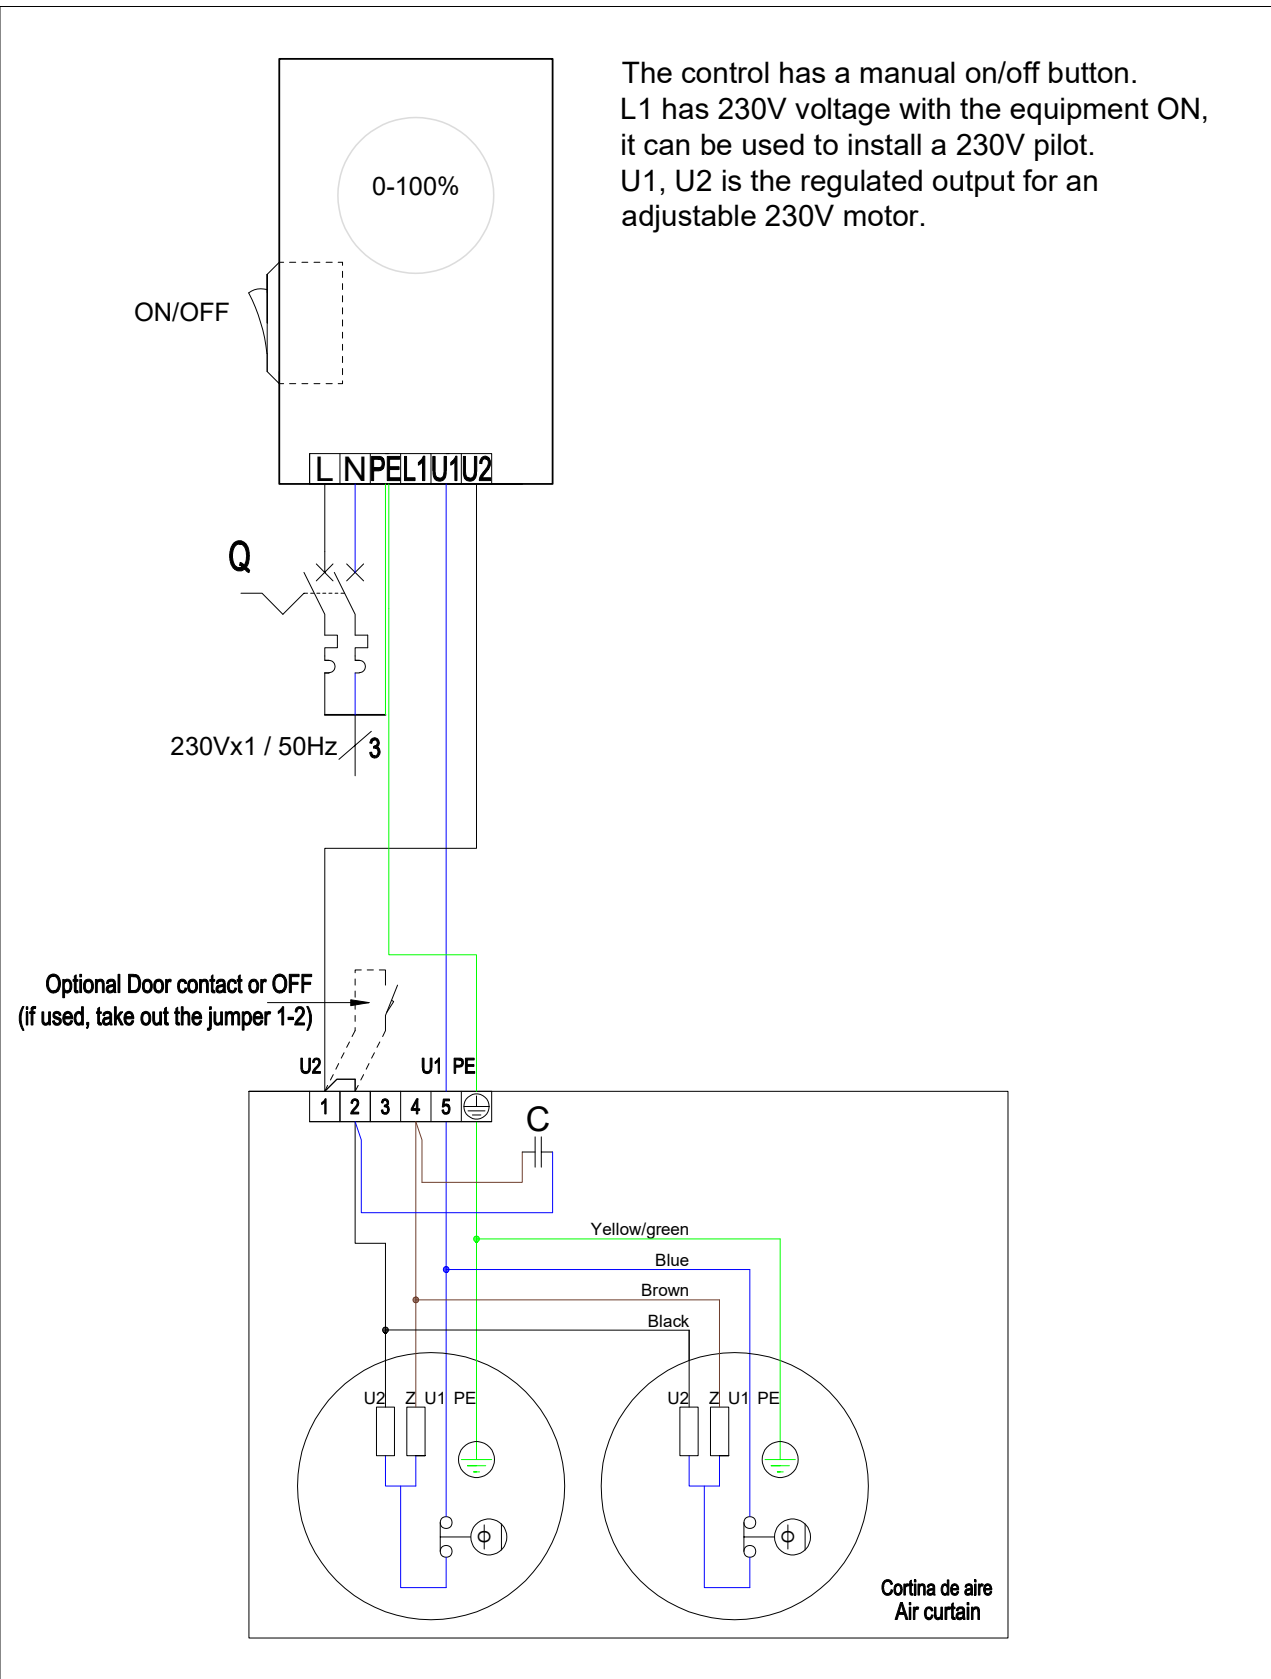 The control has a manual on/off button.
L1 has 230V voltage with the equipment ON,
it can be used to install a 230V pilot.
U1, U2 is the regulated output for an
adjustable 230V motor.
0-100%
ON/OFF
L N PE L1 U1 U2
Q
230Vx1 / 50Hz 3
Optional Door contact or OFF
(if used, take out the jumper 1-2)
U2 U1 PE
1 2 3 4 5
C
Yellow/green
Blue
Brown
Black
U2 Z U1 PE
U2 Z U1 PE
Cortina de aire
Air curtain